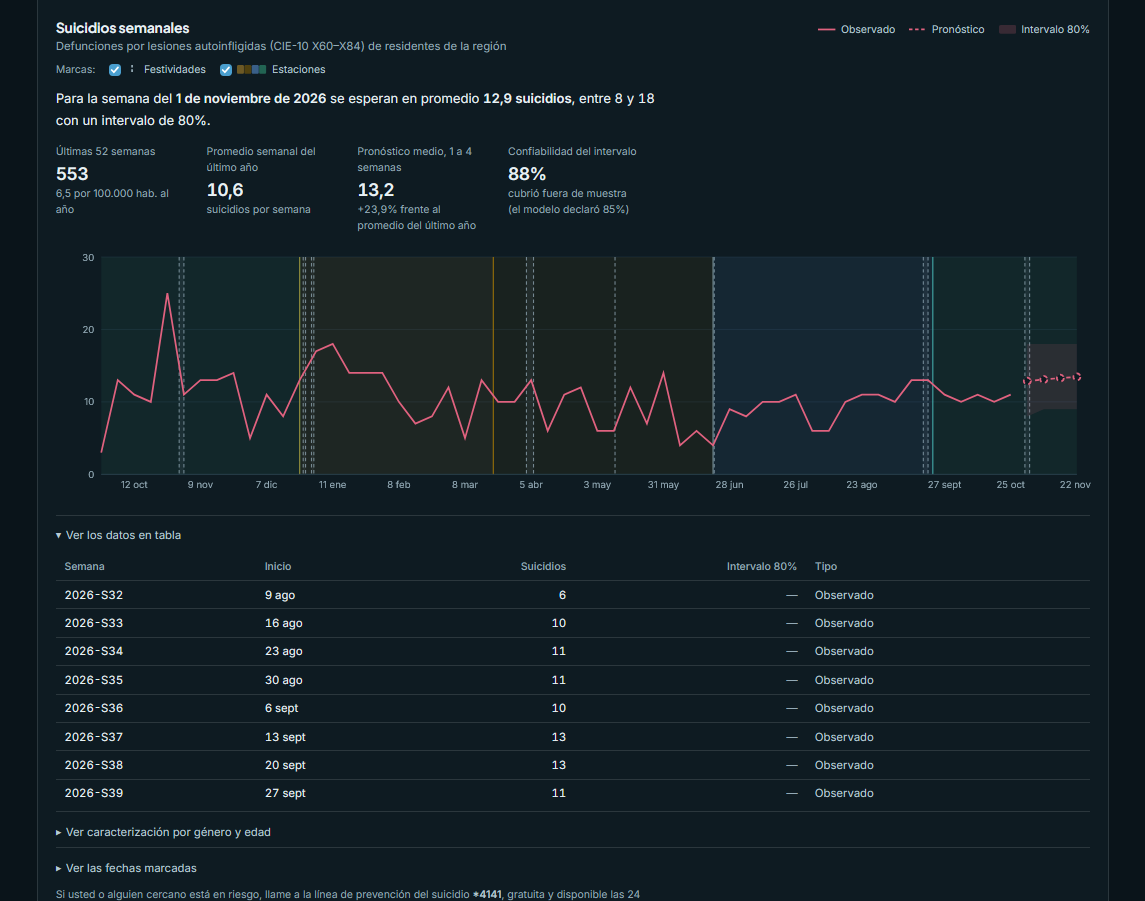 Suicidios semanales
Observado Pronóstico Intervalo 80%
Defunciones por lesiones autoinfligidas (CIE-10 X60–X84) de residentes de la región
Marcas: Festividades Estaciones
Para la semana del 1 de noviembre de 2026 se esperan en promedio 12,9 suicidios, entre 8 y 18
con un intervalo de 80%.
Últimas 52 semanas
553
6,5 por 100.000 hab. al
año
Promedio semanal del
último año
10,6
suicidios por semana
Pronóstico medio, 1 a 4
semanas
13,2
+23,9% frente al
promedio del último año
Confiabilidad del intervalo
88%
cubrió fuera de muestra
(el modelo declaró 85%)
30
20
10
0
12 oct 9 nov 7 dic 11 ene 8 feb 8 mar 5 abr 3 may 31 may 28 jun 26 jul 23 ago 27 sept 25 oct 22 nov
▾ Ver los datos en tabla
Semana Inicio Suicidios Intervalo 80% Tipo
2026-S32 9 ago 6 — Observado
2026-S33 16 ago 10 — Observado
2026-S34 23 ago 11 — Observado
2026-S35 30 ago 11 — Observado
2026-S36 6 sept 10 — Observado
2026-S37 13 sept 13 — Observado
2026-S38 20 sept 13 — Observado
2026-S39 27 sept 11 — Observado
▸ Ver caracterización por género y edad
▸ Ver las fechas marcadas
Si usted o alguien cercano está en riesgo, llame a la línea de prevención del suicidio *4141, gratuita y disponible las 24